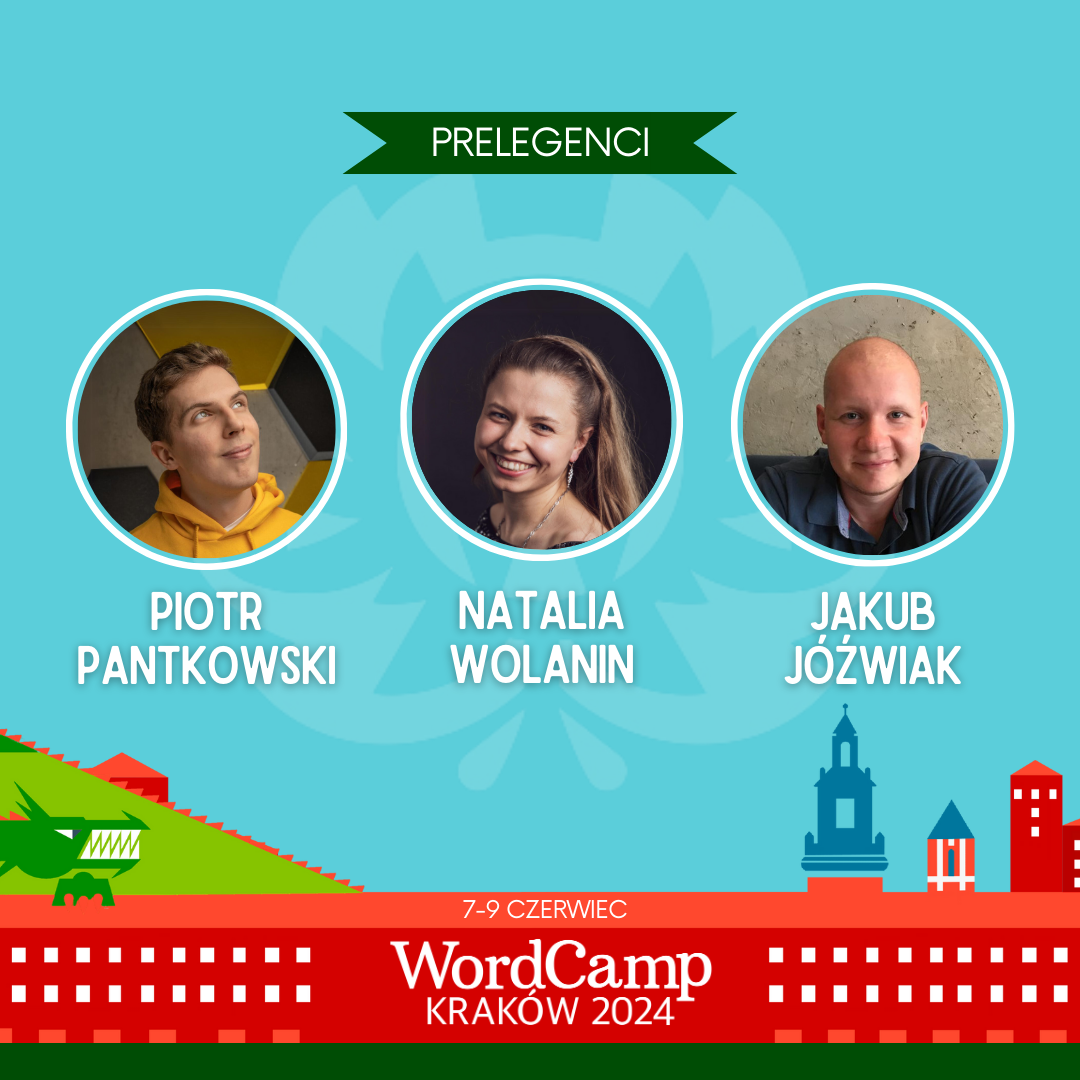 PRELEGENCI
PIOTR
PANTKOWSKI
NATALIA
WOLANIN
JAKUB
JÓŹWIAK
7-9 CZERWIEC
WordCamp
KRAKÓW 2024